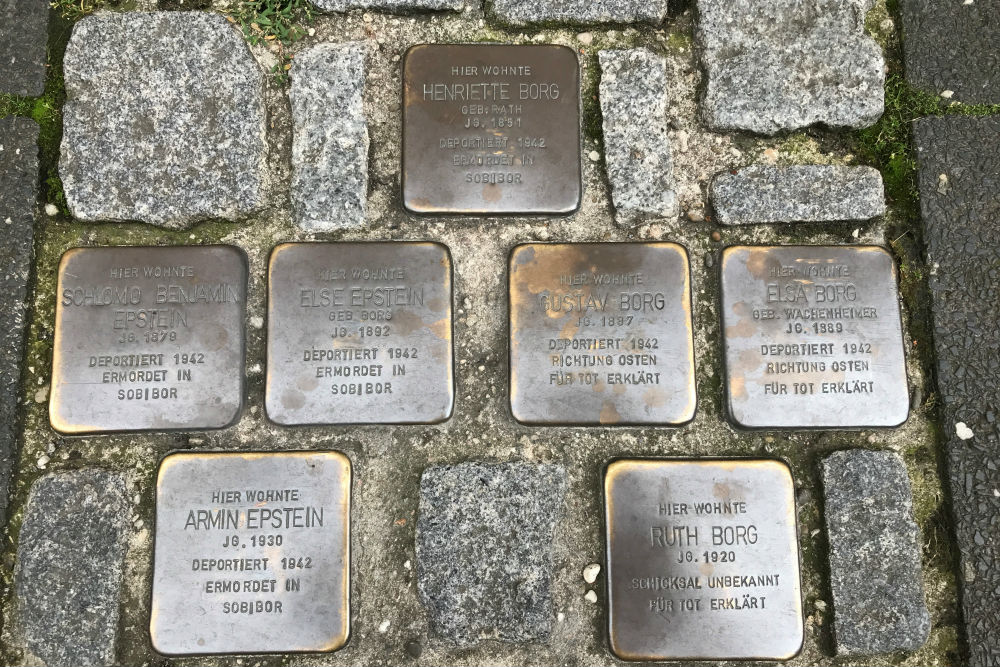 HIER WOHNTE
HENRIETTE BORG
GEB. RATH
JG. 1851
DEPORTIERT 1942
ERMORDET IN
SOBIBOR
HIER WOHNTE
SCHLOMO BENJAMIN
EPSTEIN
JG. 1879
DEPORTIERT 1942
ERMORDET IN
SOBIBOR
HIER WOHNTE
ELSE EPSTEIN
GEB. BORG
JG. 1892
DEPORTIERT 1942
ERMORDET IN
SOBIBOR
HIER WOHNTE
GUSTAV BORG
JG. 1887
DEPORTIERT 1942
RICHTUNG OSTEN
FÜR TOT ERKLÄRT
HIER WOHNTE
ELSA BORG
GEB. WACHENHEIMER
JG. 1889
DEPORTIERT 1942
RICHTUNG OSTEN
FÜR TOT ERKLÄRT
HIER WOHNTE
ARMIN EPSTEIN
JG. 1930
DEPORTIERT 1942
ERMORDET IN
SOBIBOR
HIER WOHNTE
RUTH BORG
JG. 1920
SCHICKSAL UNBEKANNT
FÜR TOT ERKLÄRT